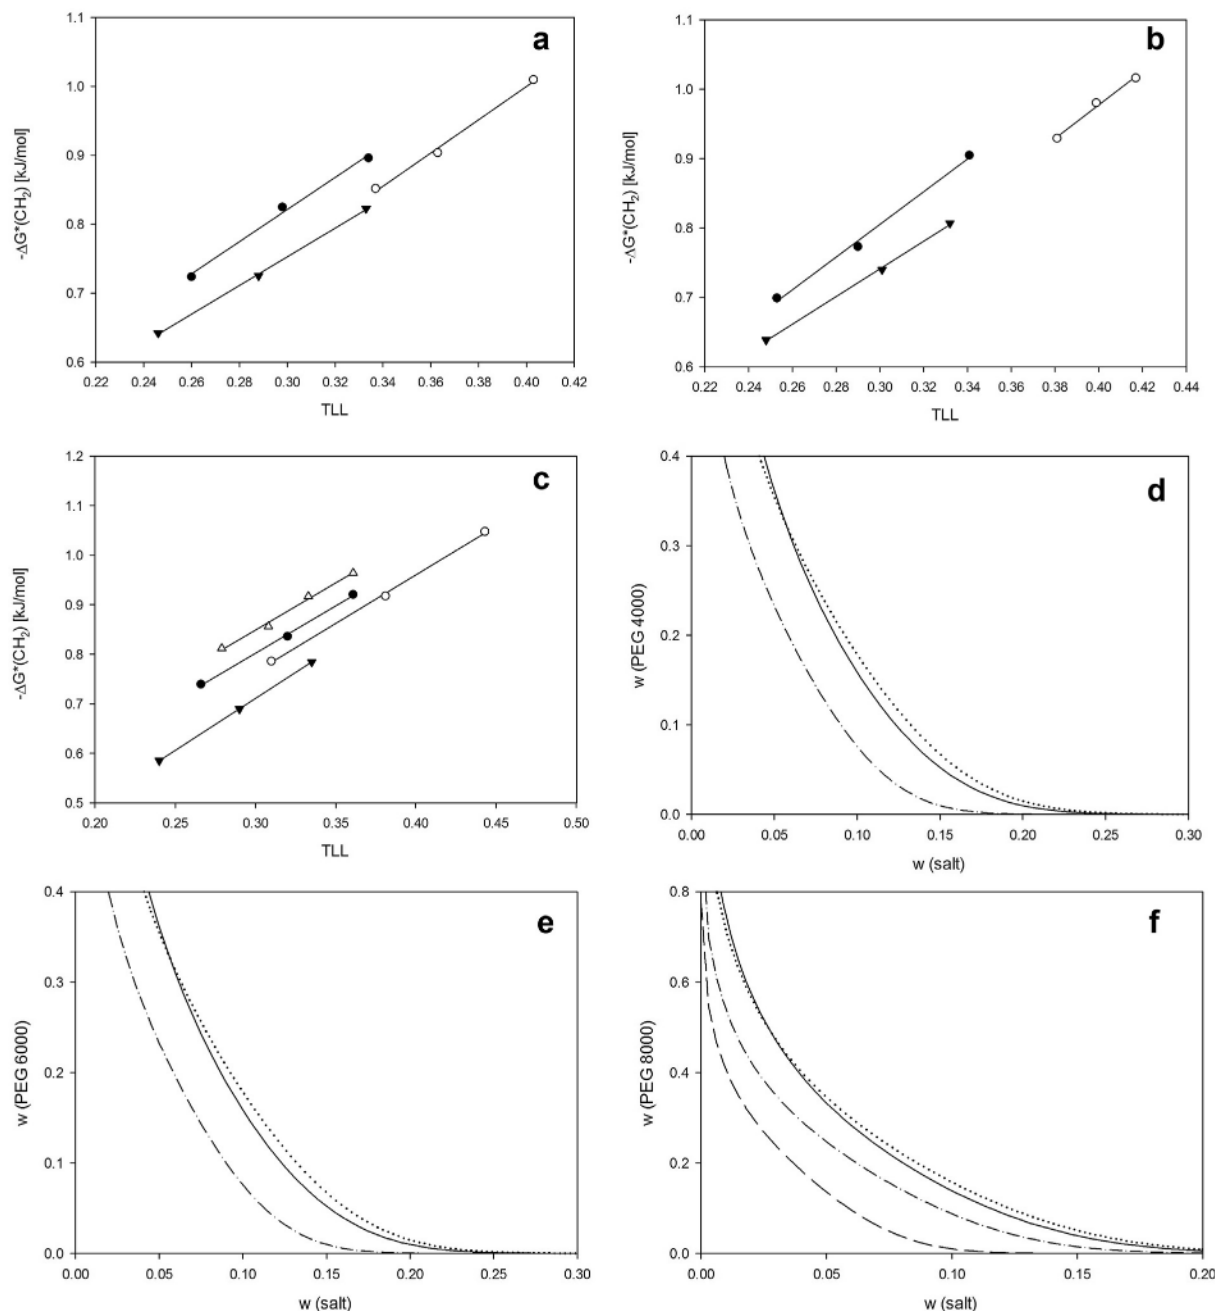 a
1.1
1.0
0.9
0.8
0.7
0.6
-ΔG*(CH2) [kJ/mol]
0.22 0.24 0.26 0.28 0.30 0.32 0.34 0.36 0.38 0.40 0.42
TLL
b
1.1
1.0
0.9
0.8
0.7
0.6
-ΔG*(CH2) [kJ/mol]
0.22 0.24 0.26 0.28 0.30 0.32 0.34 0.36 0.38 0.40 0.42 0.44
TLL
c
1.2
1.1
1.0
0.9
0.8
0.7
0.6
0.5
-ΔG*(CH2) [kJ/mol]
0.20 0.25 0.30 0.35 0.40 0.45 0.50
TLL
d
0.4
0.3
0.2
0.1
0.0
w (PEG 4000)
0.00 0.05 0.10 0.15 0.20 0.25 0.30
w (salt)
e
0.4
0.3
0.2
0.1
0.0
w (PEG 6000)
0.00 0.05 0.10 0.15 0.20 0.25 0.30
w (salt)
f
0.8
0.6
0.4
0.2
0.0
w (PEG 8000)
0.00 0.05 0.10 0.15 0.20
w (salt)